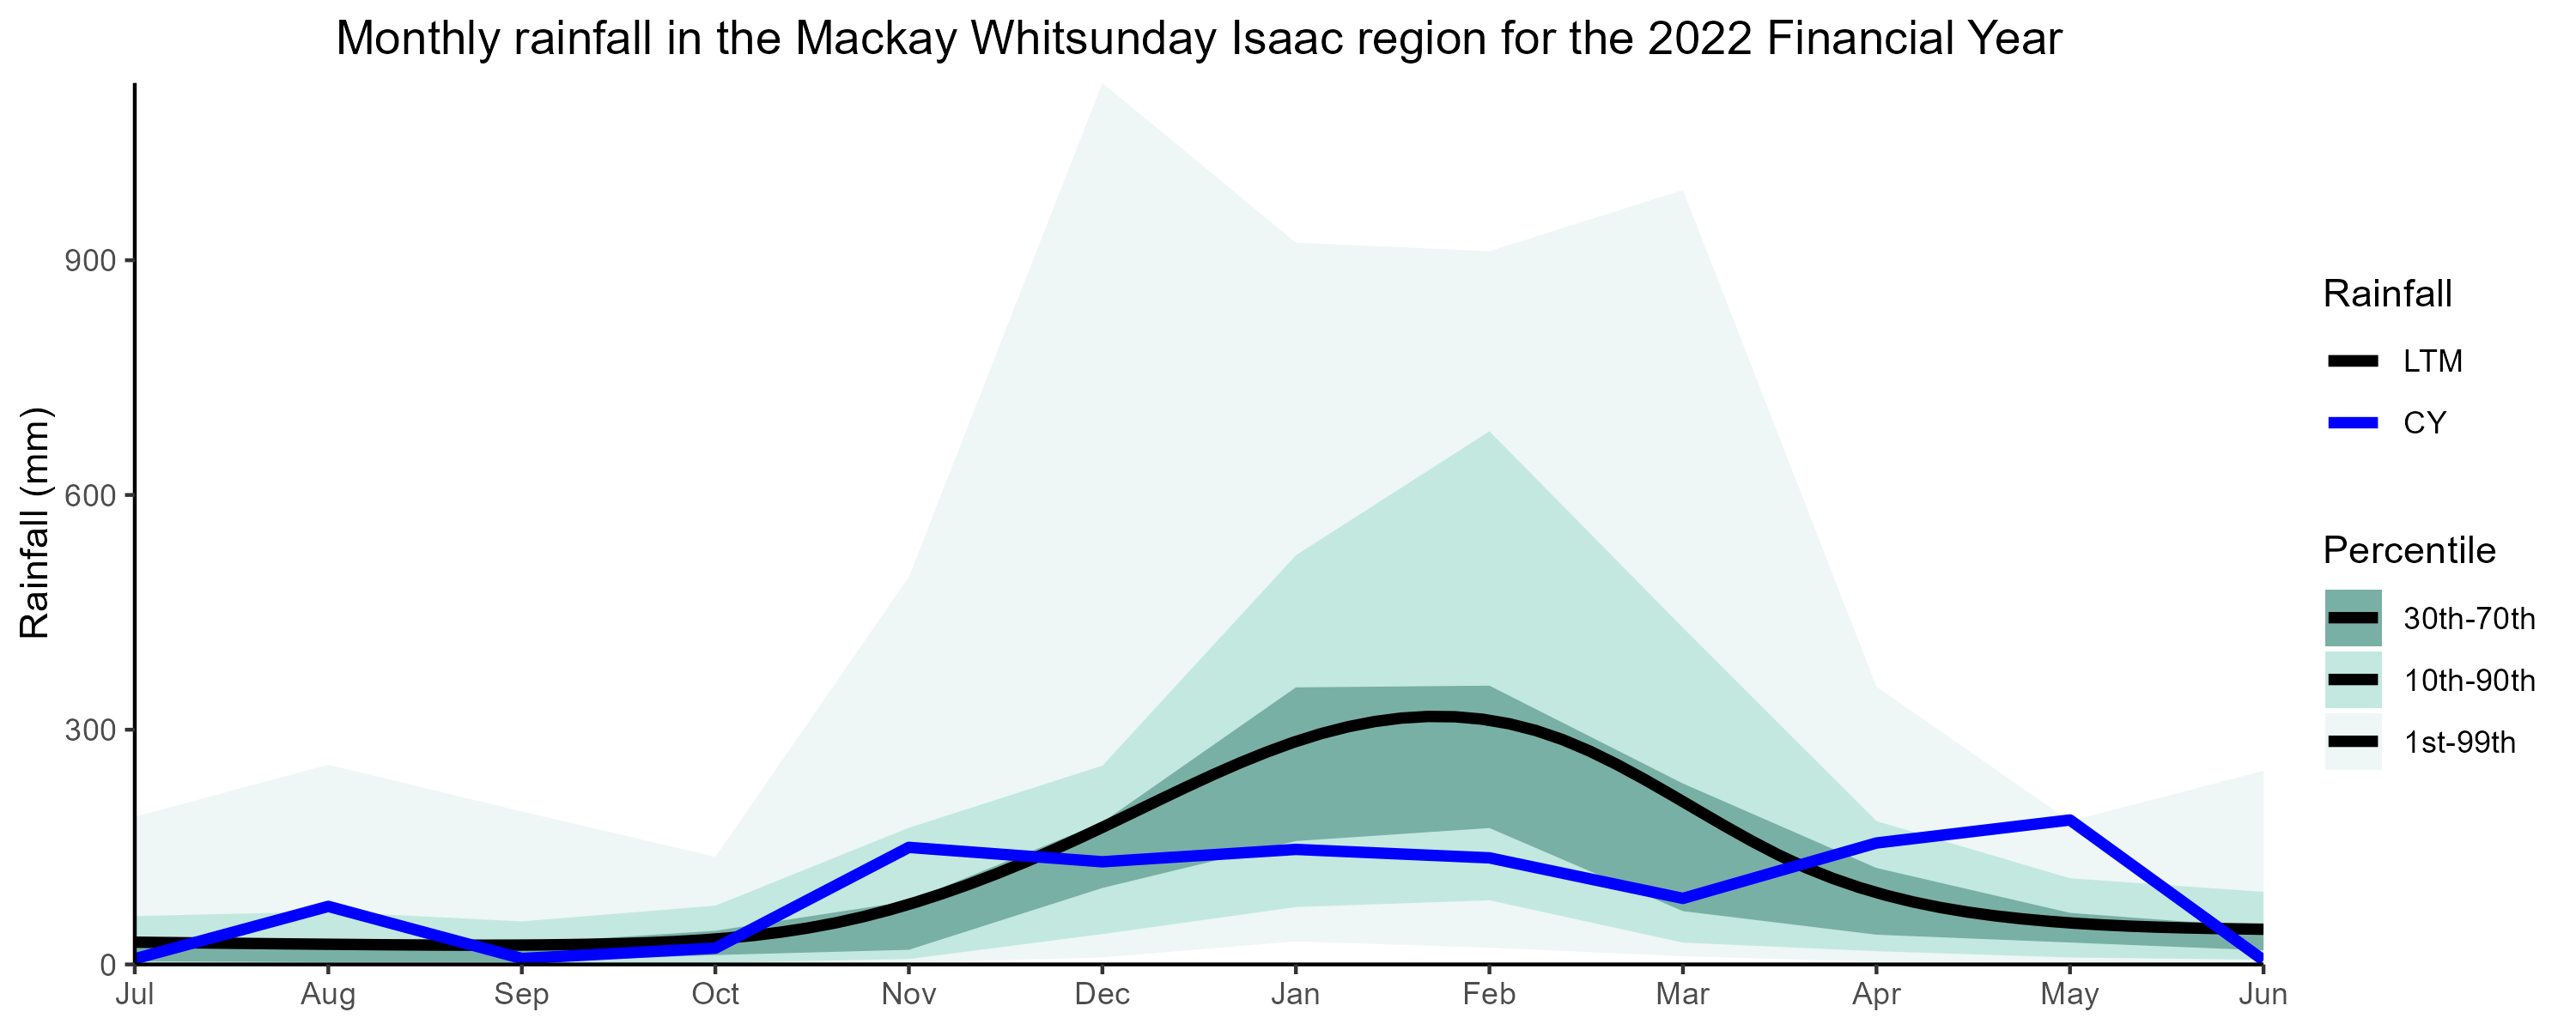 Monthly rainfall in the Mackay Whitsunday Isaac region for the 2022 Financial Year
Rainfall (mm)
900
600
300
0
Jul Aug Sep Oct Nov Dec Jan Feb Mar Apr May Jun
Rainfall
LTM
CY
Percentile
30th-70th
10th-90th
1st-99th